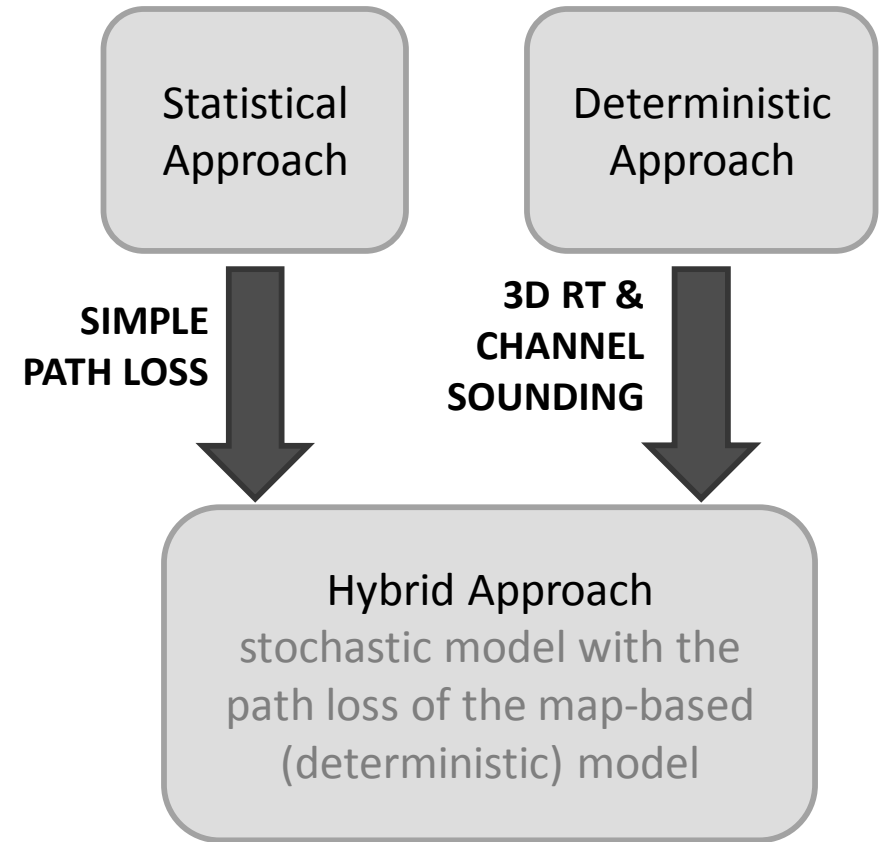 Statistical
Approach
Deterministic
Approach
SIMPLE
PATH LOSS
3D RT &
CHANNEL
SOUNDING
Hybrid Approach
stochastic model with the
path loss of the map-based
(deterministic) model